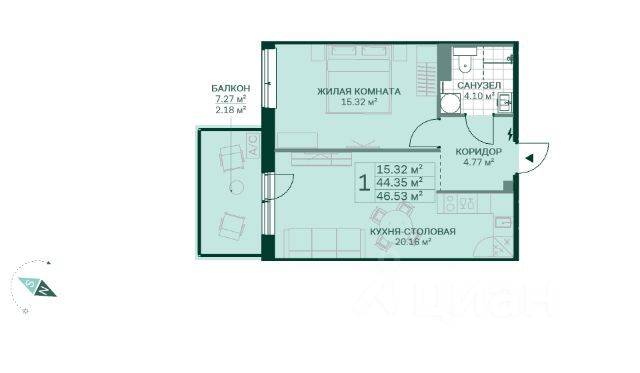 БАЛКОН
7.27 м²
2.18 м²
A/C
ЖИЛАЯ КОМНАТА
15.32 м²
САНУЗЕЛ
4.10 м²
КОРИДОР
4.77 м²
1
15.32 м²
44.35 м²
46.53 м²
КУХНЯ-СТОЛОВАЯ
20.16 м²
S
N
циан